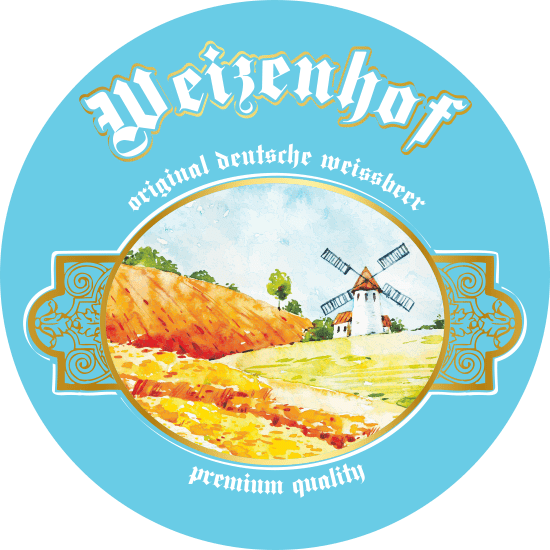 Weizenhof
original deutsche weissbeer
premium quality